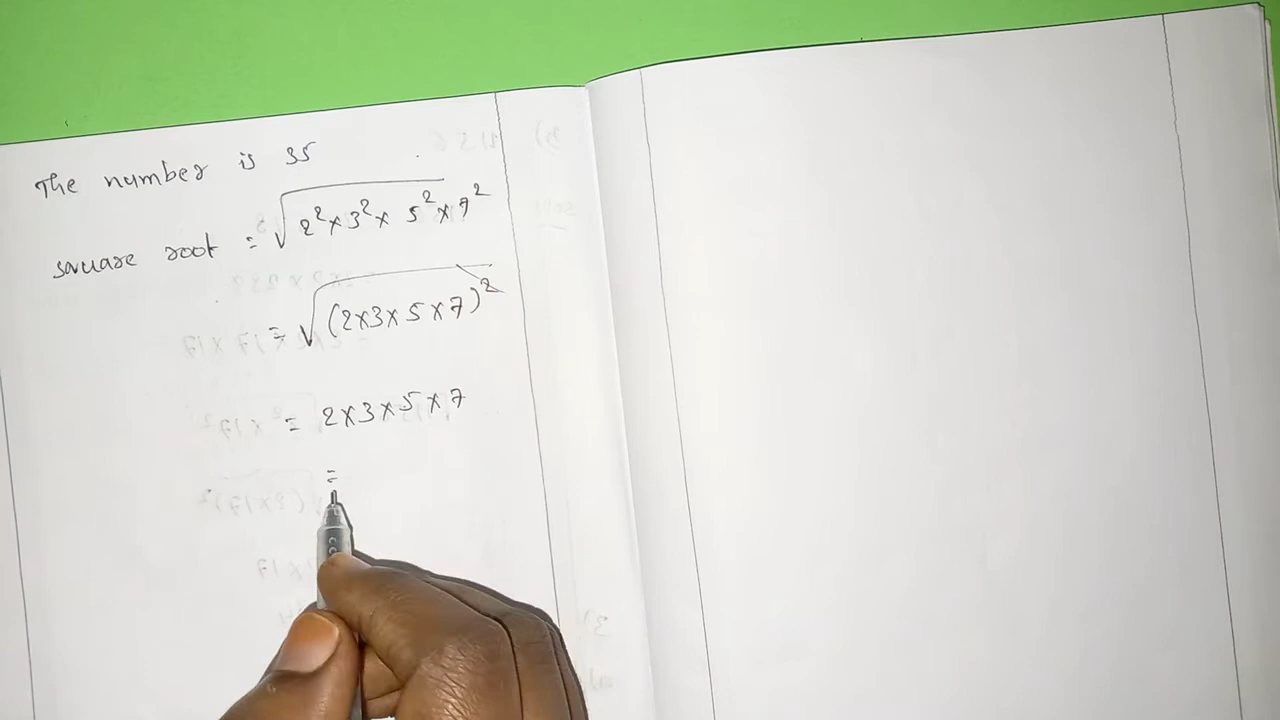 The number is 35
square root = √2² × 3² × 5² × 7²
= √(2×3×5×7)²
= 2×3×5×7
=